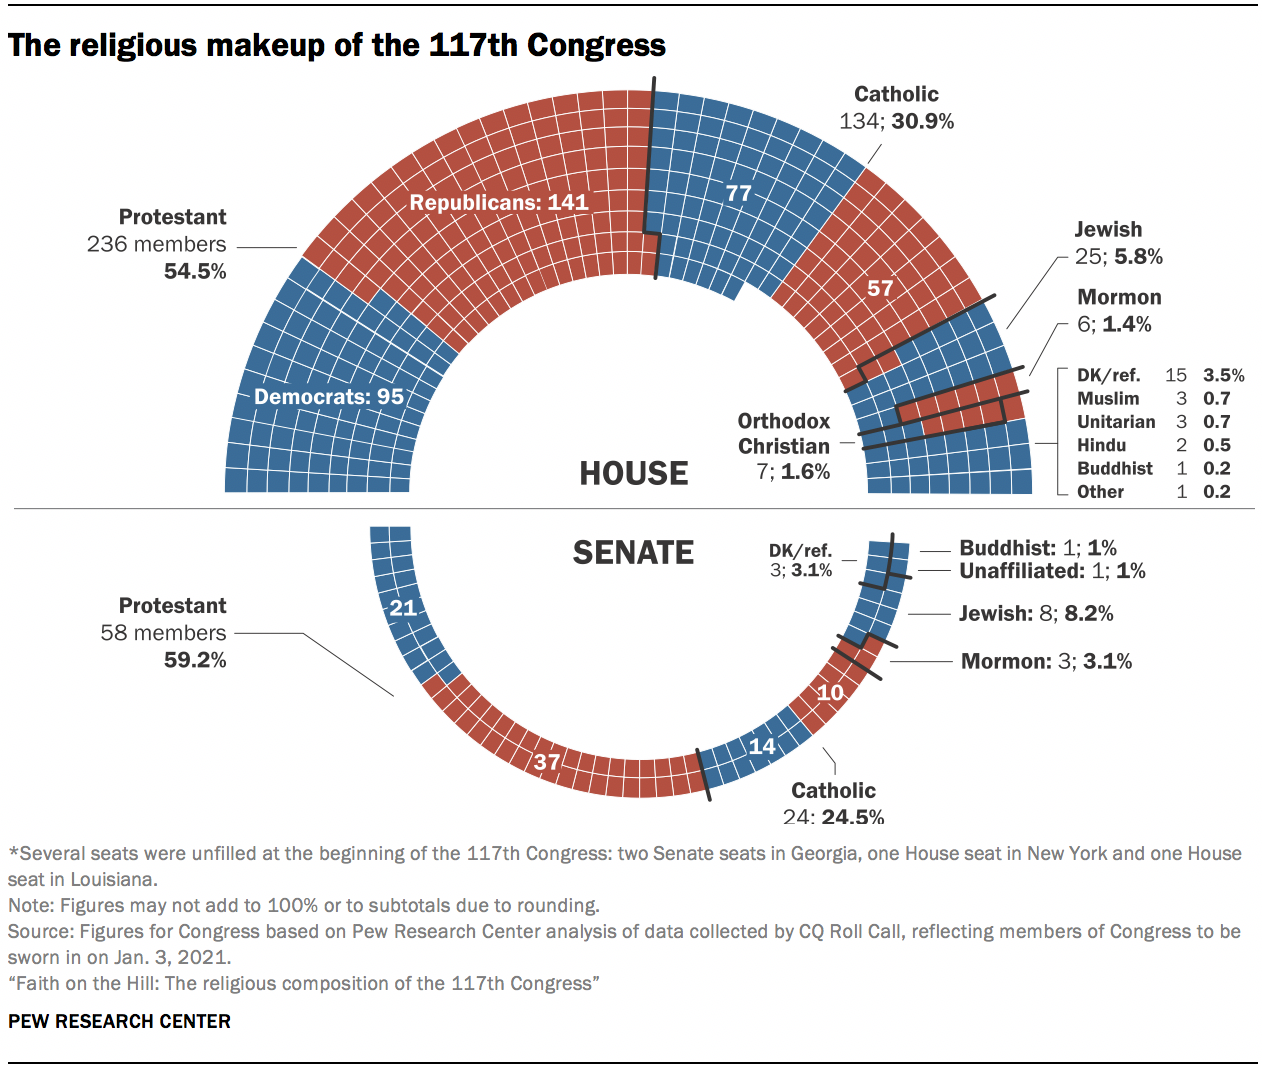 The religious makeup of the 117th Congress
Catholic
134; 30.9%
77
Republicans: 141
Protestant
236 members
54.5%
Jewish
25; 5.8%
57
Mormon
6; 1.4%
DK/ref. 15 3.5%
Muslim 3 0.7
Unitarian 3 0.7
Hindu 2 0.5
Buddhist 1 0.2
Other 1 0.2
Democrats: 95
Orthodox
Christian
7; 1.6%
HOUSE
SENATE
DK/ref.
3; 3.1%
Buddhist: 1; 1%
Unaffiliated: 1; 1%
21
Protestant
58 members
59.2%
Jewish: 8; 8.2%
Mormon: 3; 3.1%
10
14
37
Catholic
24; 24.5%
*Several seats were unfilled at the beginning of the 117th Congress: two Senate seats in Georgia, one House seat in New York and one House
seat in Louisiana.
Note: Figures may not add to 100% or to subtotals due to rounding.
Source: Figures for Congress based on Pew Research Center analysis of data collected by CQ Roll Call, reflecting members of Congress to be
sworn in on Jan. 3, 2021.
“Faith on the Hill: The religious composition of the 117th Congress”
PEW RESEARCH CENTER